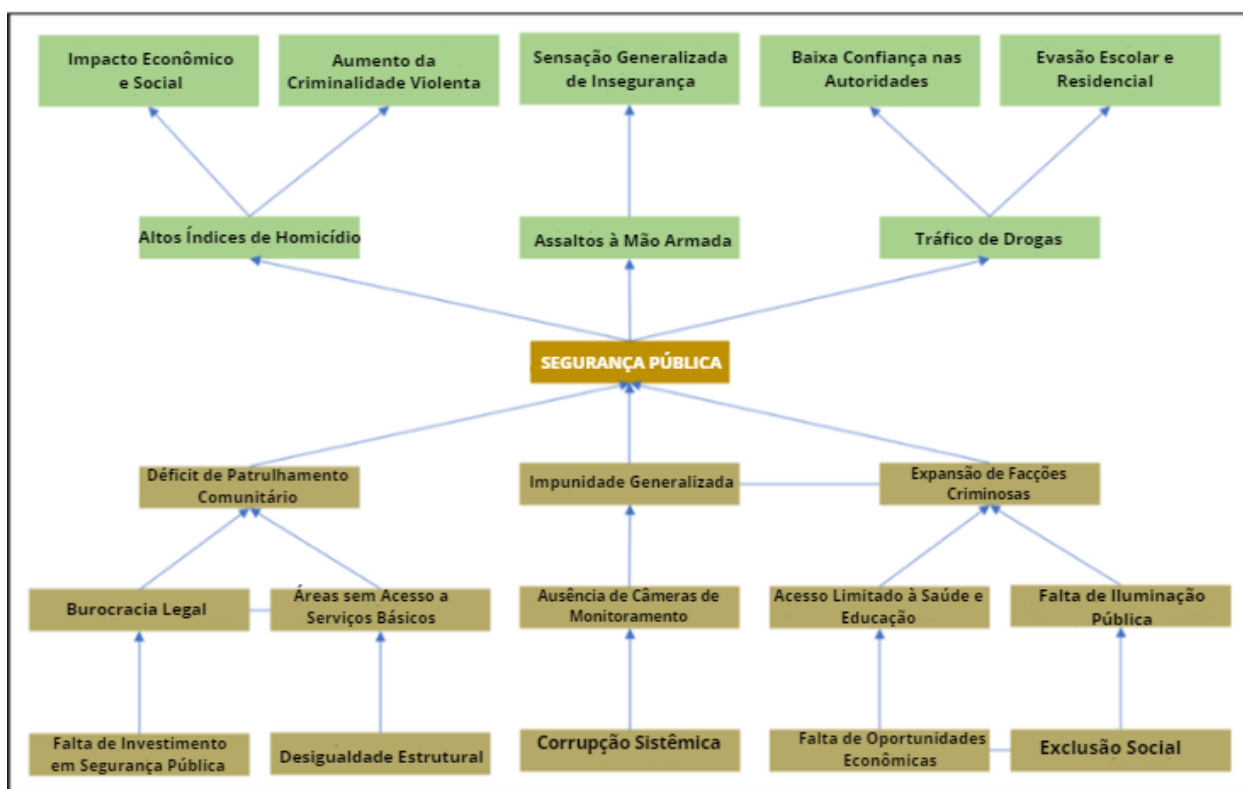 Impacto Econômico
e Social
Aumento da
Criminalidade Violenta
Sensação Generalizada
de Insegurança
Baixa Confiança nas
Autoridades
Evasão Escolar e
Residencial
Altos Índices de Homicídio
Assaltos à Mão Armada
Tráfico de Drogas
SEGURANÇA PÚBLICA
Déficit de Patrulhamento
Comunitário
Impunidade Generalizada
Expansão de Facções
Criminosas
Burocracia Legal
Áreas sem Acesso a
Serviços Básicos
Ausência de Câmeras de
Monitoramento
Acesso Limitado à Saúde e
Educação
Falta de Iluminação
Pública
Falta de Investimento
em Segurança Pública
Desigualdade Estrutural
Corrupção Sistêmica
Falta de Oportunidades
Econômicas
Exclusão Social